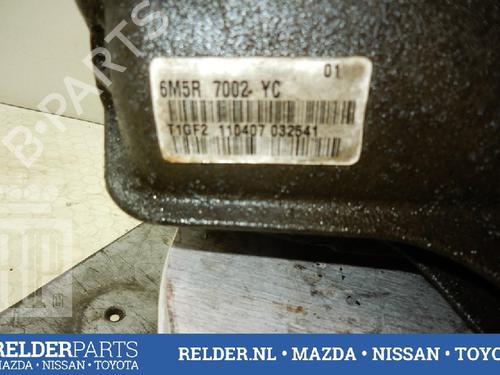 01
6M5R 7002 YC
T1GF2 110407 032541
B-PARTS
RELDERPARTS
MAZDA • NISSAN • TOYOTA
RELDER.NL • MAZDA • NISSAN • TOYO